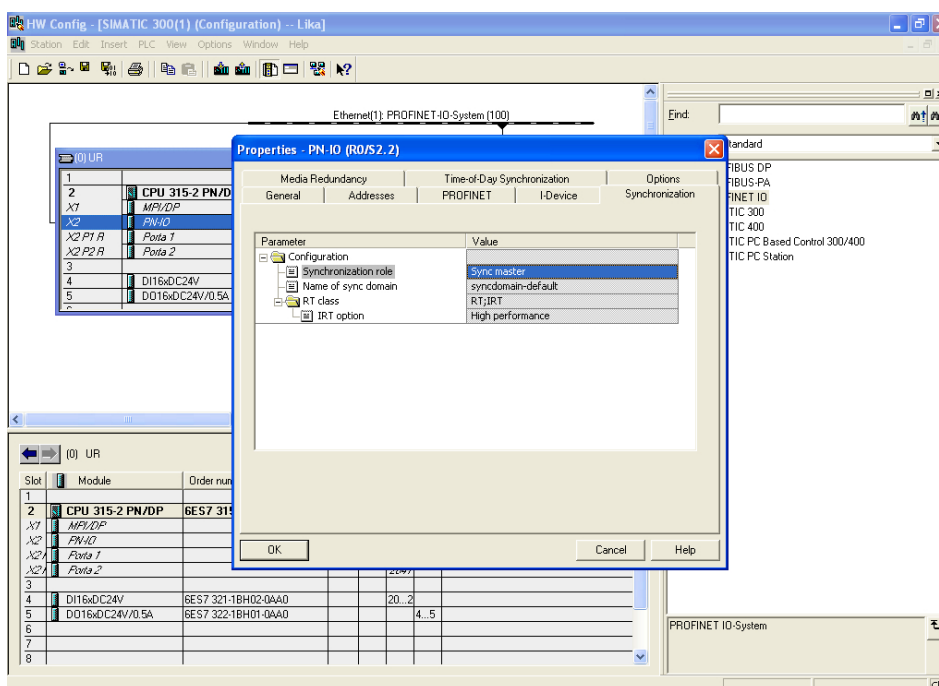 HW Config - [SIMATIC 300(1) (Configuration) -- Lika]
Station Edit Insert PLC View Options Window Help
Ethernet(1): PROFINET-IO-System (100)
Find:
(0) UR
1
2 CPU 315-2 PN/D
X1 MPI/DP
X2 PN-IO
X2 P1 R Porta 1
X2 P2 R Porta 2
3
4 DI16xDC24V
5 DO16xDC24V/0.5A
Properties - PN-IO (R0/S2.2)
Media Redundancy Time-of-Day Synchronization Options
General Addresses PROFINET I-Device Synchronization
Parameter Value
Configuration
Synchronization role Sync master
Name of sync domain syncdomain-default
RT class RT;IRT
IRT option High performance
OK Cancel Help
tandard
FIBUS DP
FIBUS-PA
FINET IO
TIC 300
TIC 400
TIC PC Based Control 300/400
TIC PC Station
(0) UR
Slot Module Order num
1
2 CPU 315-2 PN/DP 6ES7 315
X1 MPI/DP
X2 PN-IO
X2 Porta 1
X2 Porta 2
3
4 DI16xDC24V 6ES7 321-1BH02-0AA0 20...2
5 DO16xDC24V/0.5A 6ES7 322-1BH01-0AA0 4...5
6
7
8
PROFINET IO-System